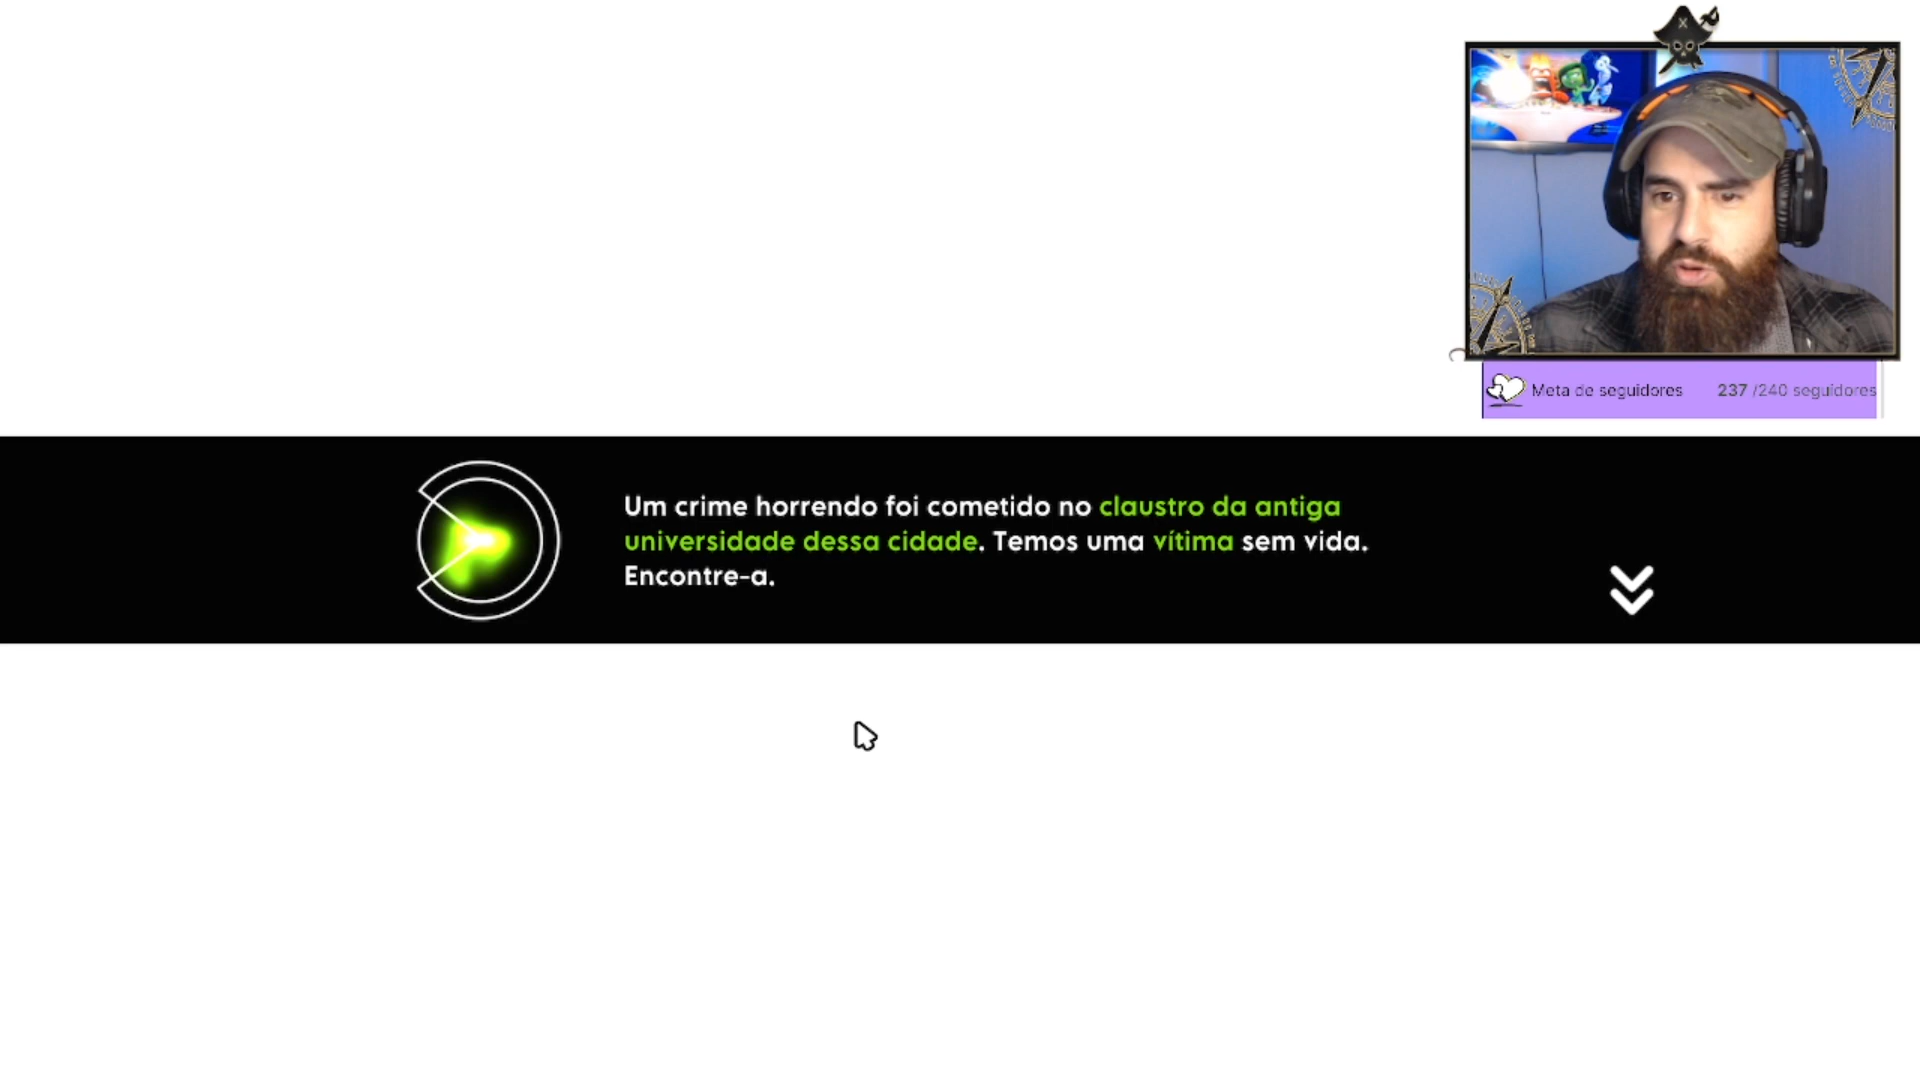 Meta de seguidores 237 /240 seguidores
Um crime horrendo foi cometido no claustro da antiga
universidade dessa cidade. Temos uma vítima sem vida.
Encontre-a.